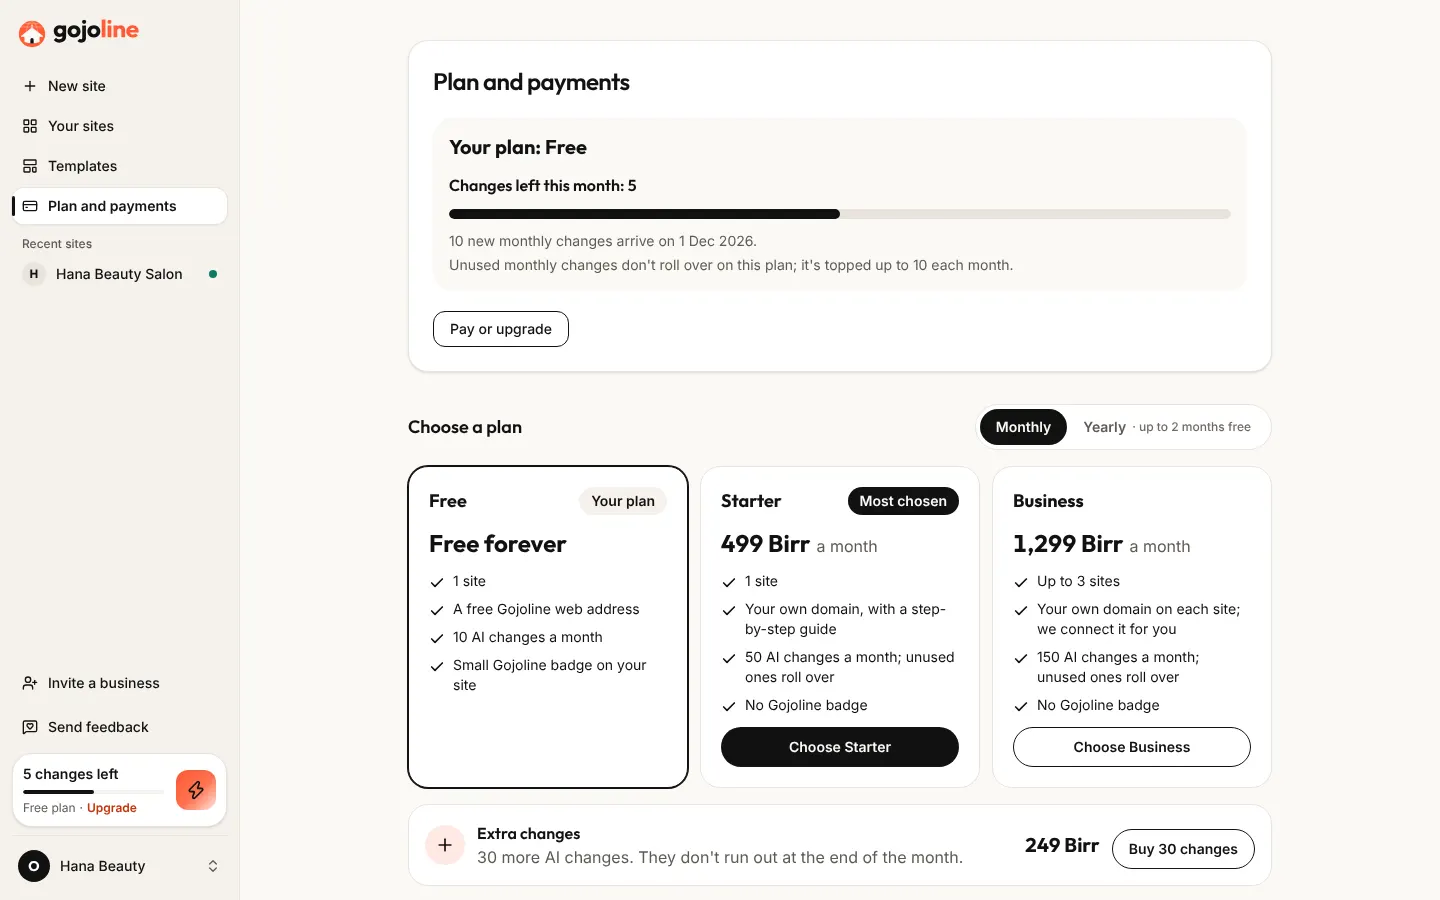 gojoline
New site
Your sites
Templates
Plan and payments
Recent sites
H Hana Beauty Salon
Invite a business
Send feedback
5 changes left
Free plan · Upgrade
O Hana Beauty
Plan and payments
Your plan: Free
Changes left this month: 5
10 new monthly changes arrive on 1 Dec 2026.
Unused monthly changes don't roll over on this plan; it's topped up to 10 each month.
Pay or upgrade
Choose a plan
Monthly Yearly · up to 2 months free
Free Your plan
Free forever
1 site
A free Gojoline web address
10 AI changes a month
Small Gojoline badge on your
site
Starter Most chosen
499 Birr a month
1 site
Your own domain, with a step-
by-step guide
50 AI changes a month; unused
ones roll over
No Gojoline badge
Choose Starter
Business
1,299 Birr a month
Up to 3 sites
Your own domain on each site;
we connect it for you
150 AI changes a month;
unused ones roll over
No Gojoline badge
Choose Business
Extra changes
30 more AI changes. They don't run out at the end of the month.
249 Birr Buy 30 changes